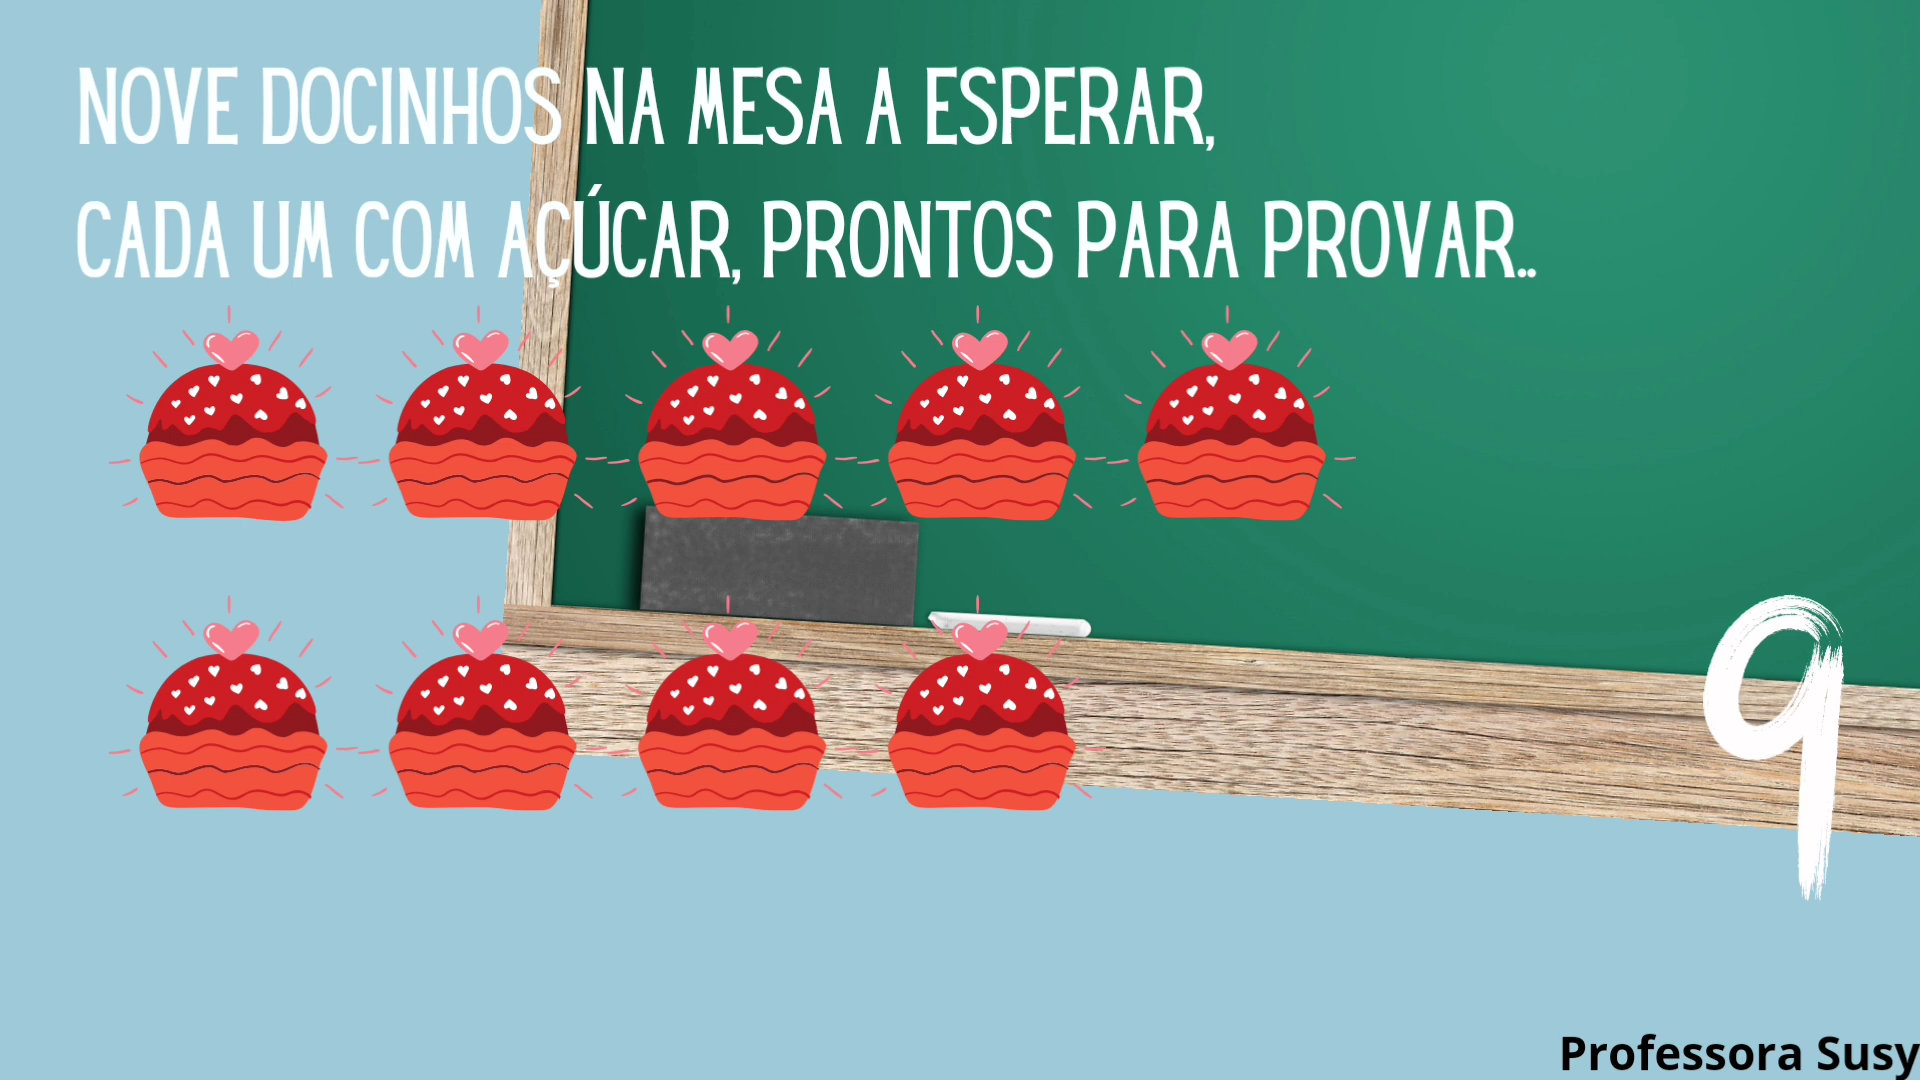 NOVE DOCINHOS NA MESA A ESPERAR,
CADA UM COM AÇÚCAR, PRONTOS PARA PROVAR..
9
Professora Susy